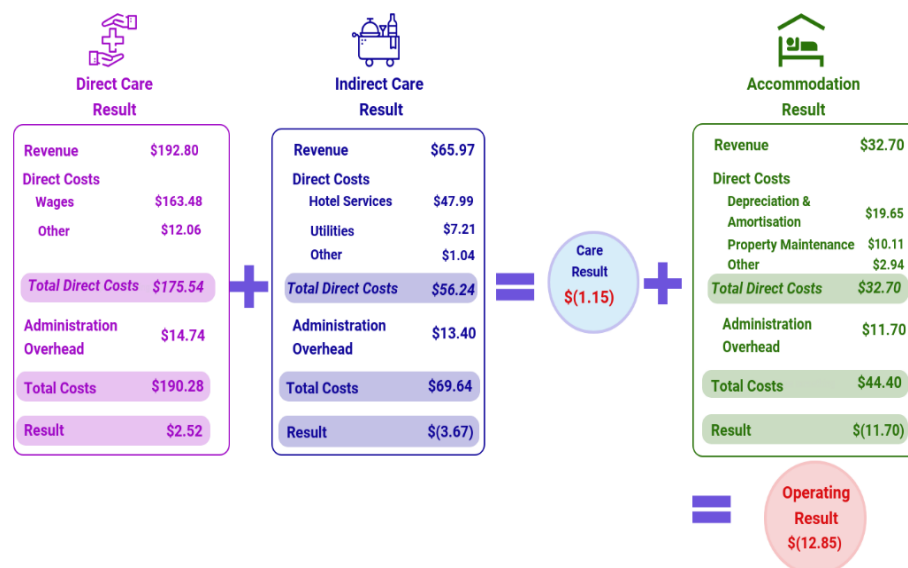 Direct Care
Result
Revenue $192.80
Direct Costs
Wages $163.48
Other $12.06
Total Direct Costs $175.54
Administration
Overhead $14.74
Total Costs $190.28
Result $2.52
Indirect Care
Result
Revenue $65.97
Direct Costs
Hotel Services $47.99
Utilities $7.21
Other $1.04
Total Direct Costs $56.24
Administration
Overhead $13.40
Total Costs $69.64
Result $(3.67)
Care
Result
$(1.15)
Accommodation
Result
Revenue $32.70
Direct Costs
Depreciation &
Amortisation $19.65
Property Maintenance $10.11
Other $2.94
Total Direct Costs $32.70
Administration
Overhead $11.70
Total Costs $44.40
Result $(11.70)
Operating
Result
$(12.85)